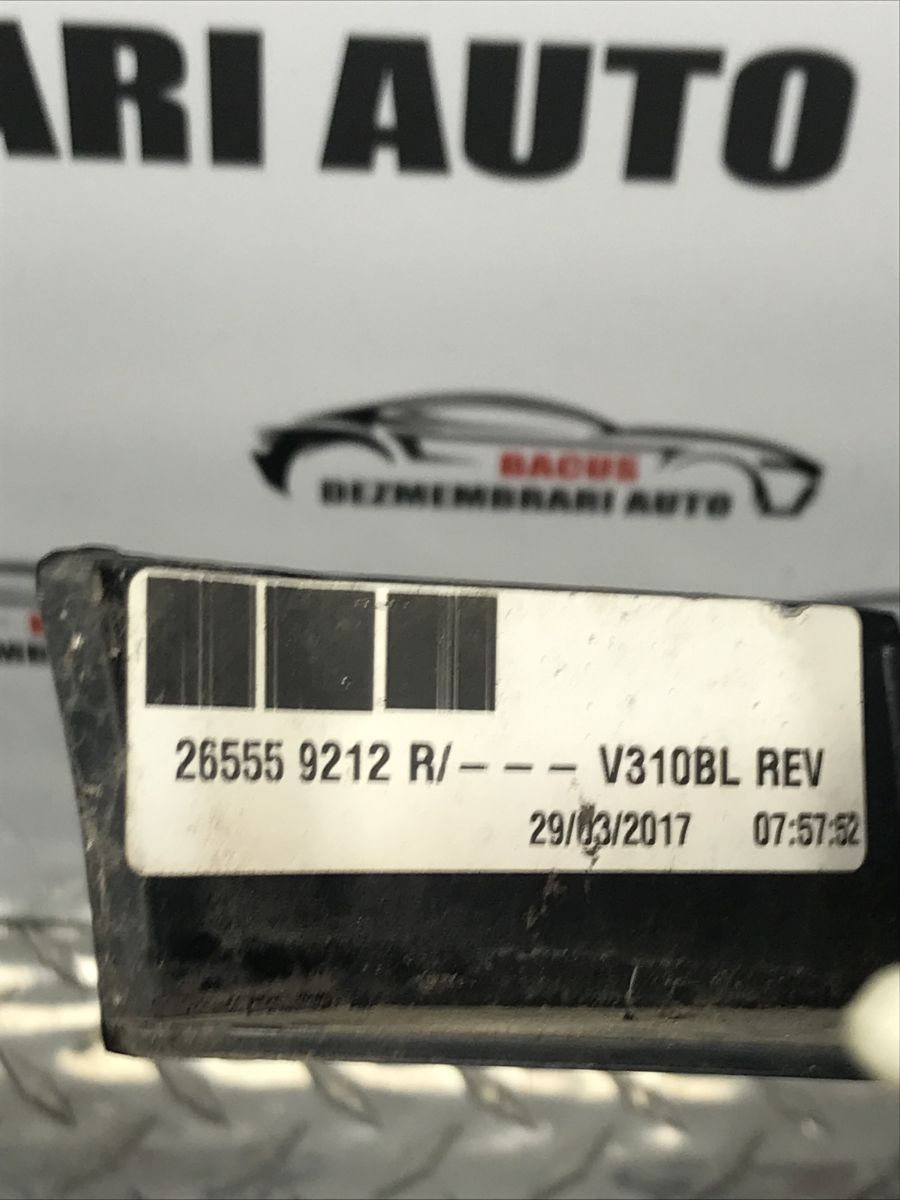 ARI AUTO
BACUS
DEZMEMBRARI AUTO
26555 9212 R/--- V310BL REV
29/03/2017 07:57:52